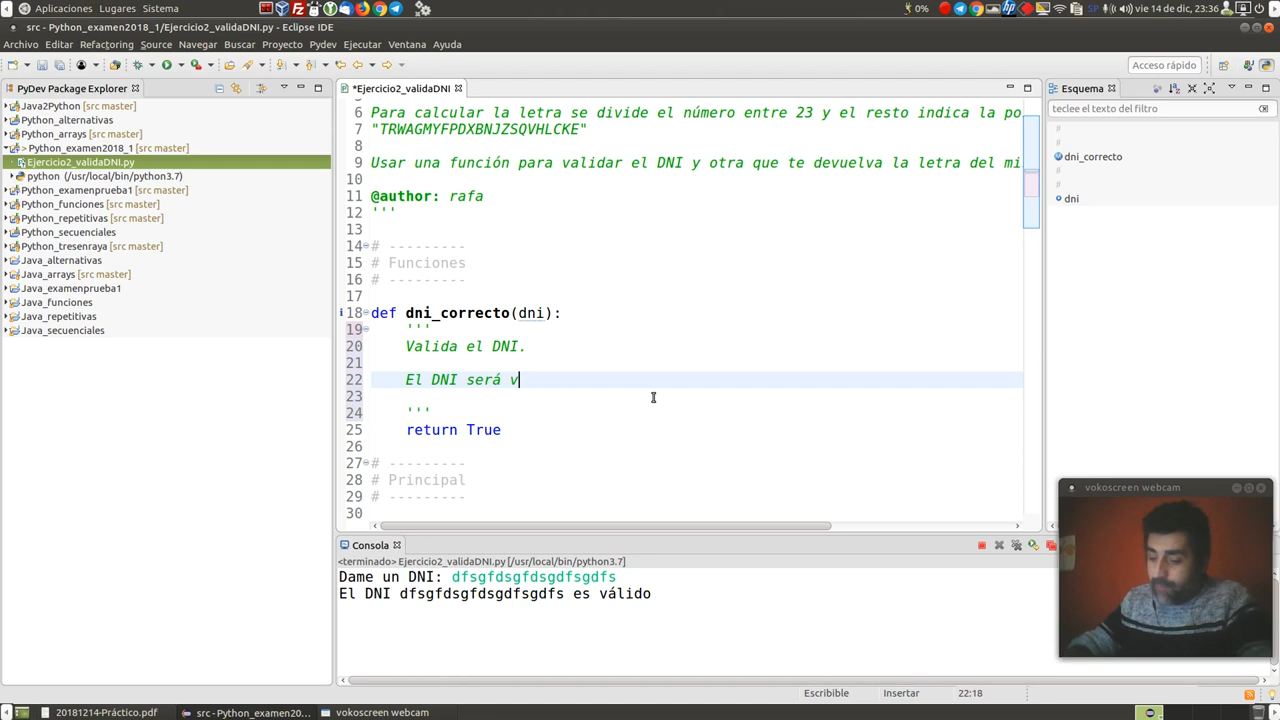 Aplicaciones Lugares Sistema
0%
SP
vie 14 de dic, 23:36
src - Python_examen2018_1/Ejercicio2_validaDNI.py - Eclipse IDE
Archivo Editar Refactoring Source Navegar Buscar Proyecto Pydev Ejecutar Ventana Ayuda
Acceso rápido
PyDev Package Explorer
Java2Python [src master]
Python_alternativas
Python_arrays [src master]
> Python_examen2018_1 [src master]
Ejercicio2_validaDNI.py
python (/usr/local/bin/python3.7)
Python_examenprueba1 [src master]
Python_funciones [src master]
Python_repetitivas [src master]
Python_secuenciales
Python_tresenraya [src master]
Java_alternativas
Java_arrays [src master]
Java_examenprueba1
Java_funciones
Java_repetitivas
Java_secuenciales
*Ejercicio2_validaDNI
6 Para calcular la letra se divide el número entre 23 y el resto indica la po
7 "TRWAGMYFPDXBNJZSQVHLCKE"
8
9 Usar una función para validar el DNI y otra que te devuelva la letra del mi
10
11 @author: rafa
12 '''
13
14 # ---------
15 # Funciones
16 # ---------
17
18 def dni_correcto(dni):
19 '''
20 Valida el DNI.
21
22 El DNI será v
23
24 '''
25 return True
26
27 # ---------
28 # Principal
29 # ---------
30
Esquema
teclee el texto del filtro
#
#
dni_correcto
#
#
dni
Consola
<terminado> Ejercicio2_validaDNI.py [/usr/local/bin/python3.7]
Dame un DNI: dfsgfdsgfdsgdfsgdfs
El DNI dfsgfdsgfdsgdfsgdfs es válido
vokoscreen webcam
Escribible Insertar 22:18
20181214-Práctico.pdf
src - Python_examen20...
vokoscreen webcam